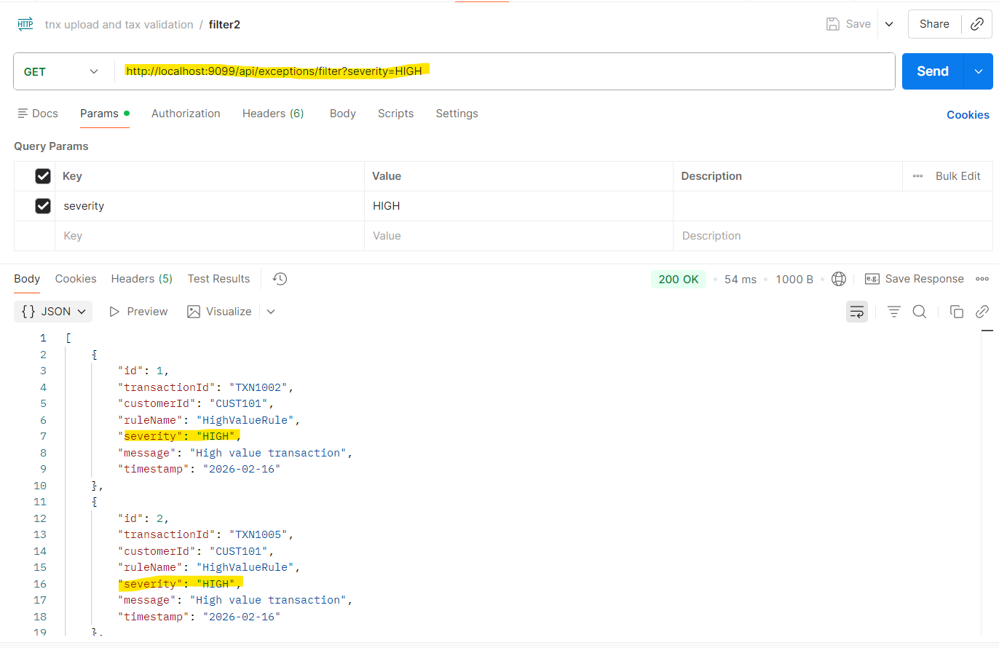 HTTP tnx upload and tax validation / filter2 Save Share
GET http://localhost:9099/api/exceptions/filter?severity=HIGH Send
Docs Params Authorization Headers (6) Body Scripts Settings Cookies
Query Params
Key Value Description Bulk Edit
severity HIGH
Key Value Description
Body Cookies Headers (5) Test Results 200 OK 54 ms 1000 B e.g. Save Response
{} JSON Preview Visualize
1 [
2 {
3 "id": 1,
4 "transactionId": "TXN1002",
5 "customerId": "CUST101",
6 "ruleName": "HighValueRule",
7 "severity": "HIGH",
8 "message": "High value transaction",
9 "timestamp": "2026-02-16"
10 },
11 {
12 "id": 2,
13 "transactionId": "TXN1005",
14 "customerId": "CUST101",
15 "ruleName": "HighValueRule",
16 "severity": "HIGH",
17 "message": "High value transaction",
18 "timestamp": "2026-02-16"
19 },